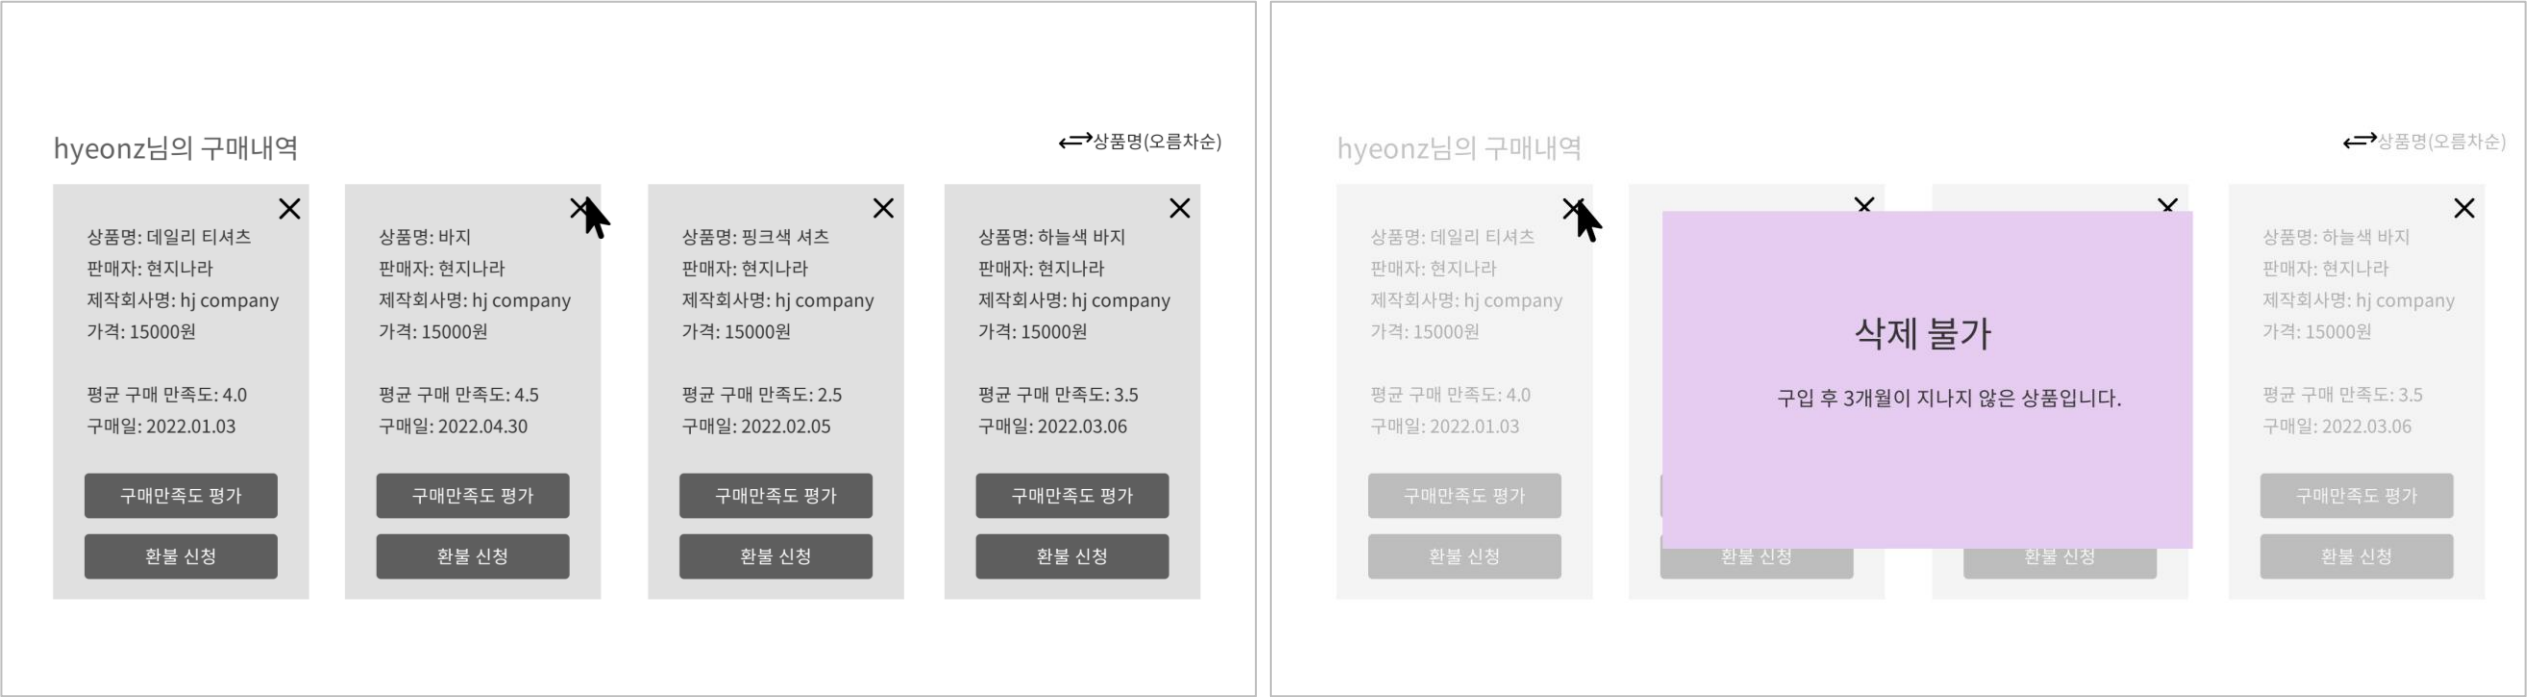 hyeonz님의 구매내역
⇆상품명(오름차순)
상품명: 데일리 티셔츠
판매자: 현지나라
제작회사명: hj company
가격: 15000원
평균 구매 만족도: 4.0
구매일: 2022.01.03
구매만족도 평가
환불 신청
상품명: 바지
판매자: 현지나라
제작회사명: hj company
가격: 15000원
평균 구매 만족도: 4.5
구매일: 2022.04.30
구매만족도 평가
환불 신청
상품명: 핑크색 셔츠
판매자: 현지나라
제작회사명: hj company
가격: 15000원
평균 구매 만족도: 2.5
구매일: 2022.02.05
구매만족도 평가
환불 신청
상품명: 하늘색 바지
판매자: 현지나라
제작회사명: hj company
가격: 15000원
평균 구매 만족도: 3.5
구매일: 2022.03.06
구매만족도 평가
환불 신청
hyeonz님의 구매내역
상품명(오름차순)
상품명: 데일리 티셔츠
판매자: 현지나라
제작회사명: hj company
가격: 15000원
평균 구매 만족도: 4.0
구매일: 2022.01.03
구매만족도 평가
환불 신청
삭제 불가
구입 후 3개월이 지나지 않은 상품입니다.
환불 신청
환불 신청
상품명: 하늘색 바지
판매자: 현지나라
제작회사명: hj company
가격: 15000원
평균 구매 만족도: 3.5
구매일: 2022.03.06
구매만족도 평가
환불 신청